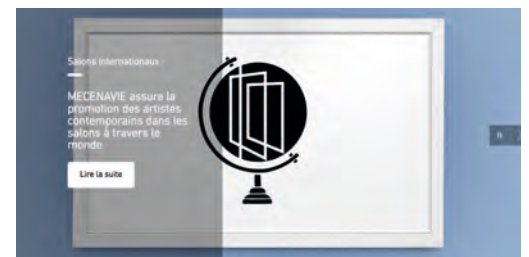 Salons Internationaux
MECENAVIE assure la
promotion des artistes
contemporains dans les
salons à travers le
monde
Lire la suite